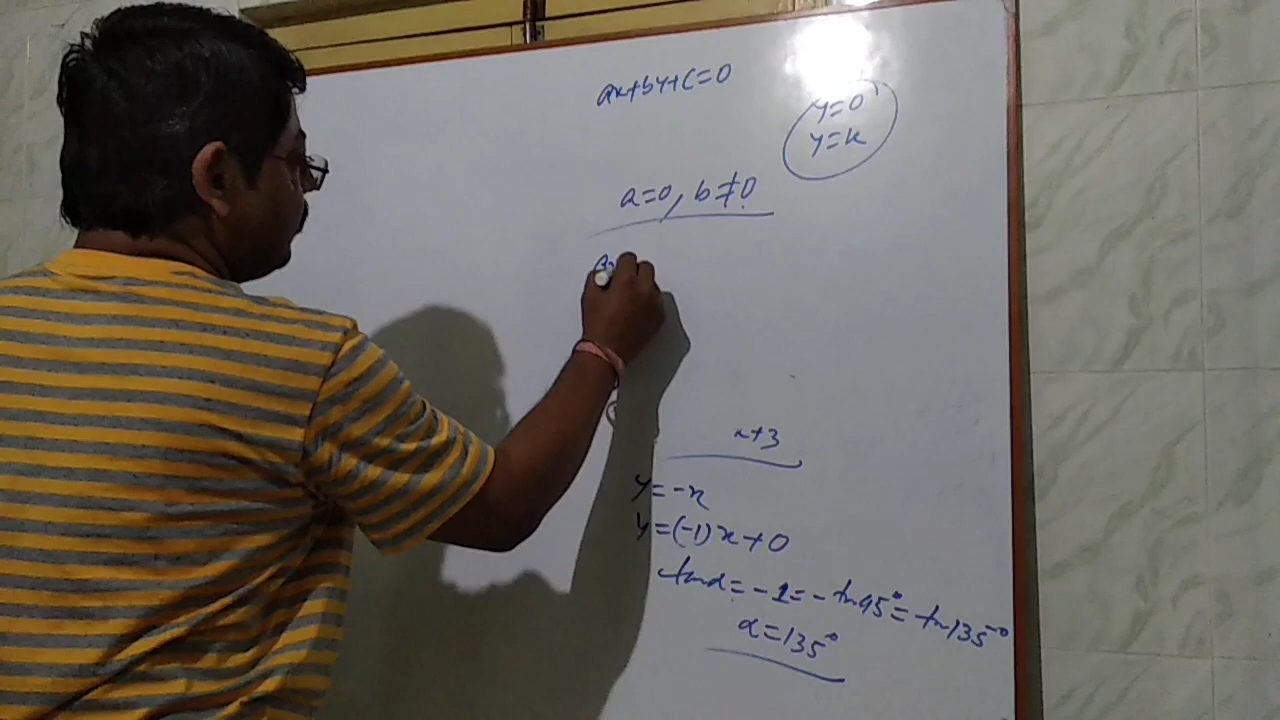 ax+by+c=0
y=0
y=k
a=0, b≠0
x+3
y=-x
y=(-1)x+0
tanα=-1=-tan45°=tan135°
α=135°